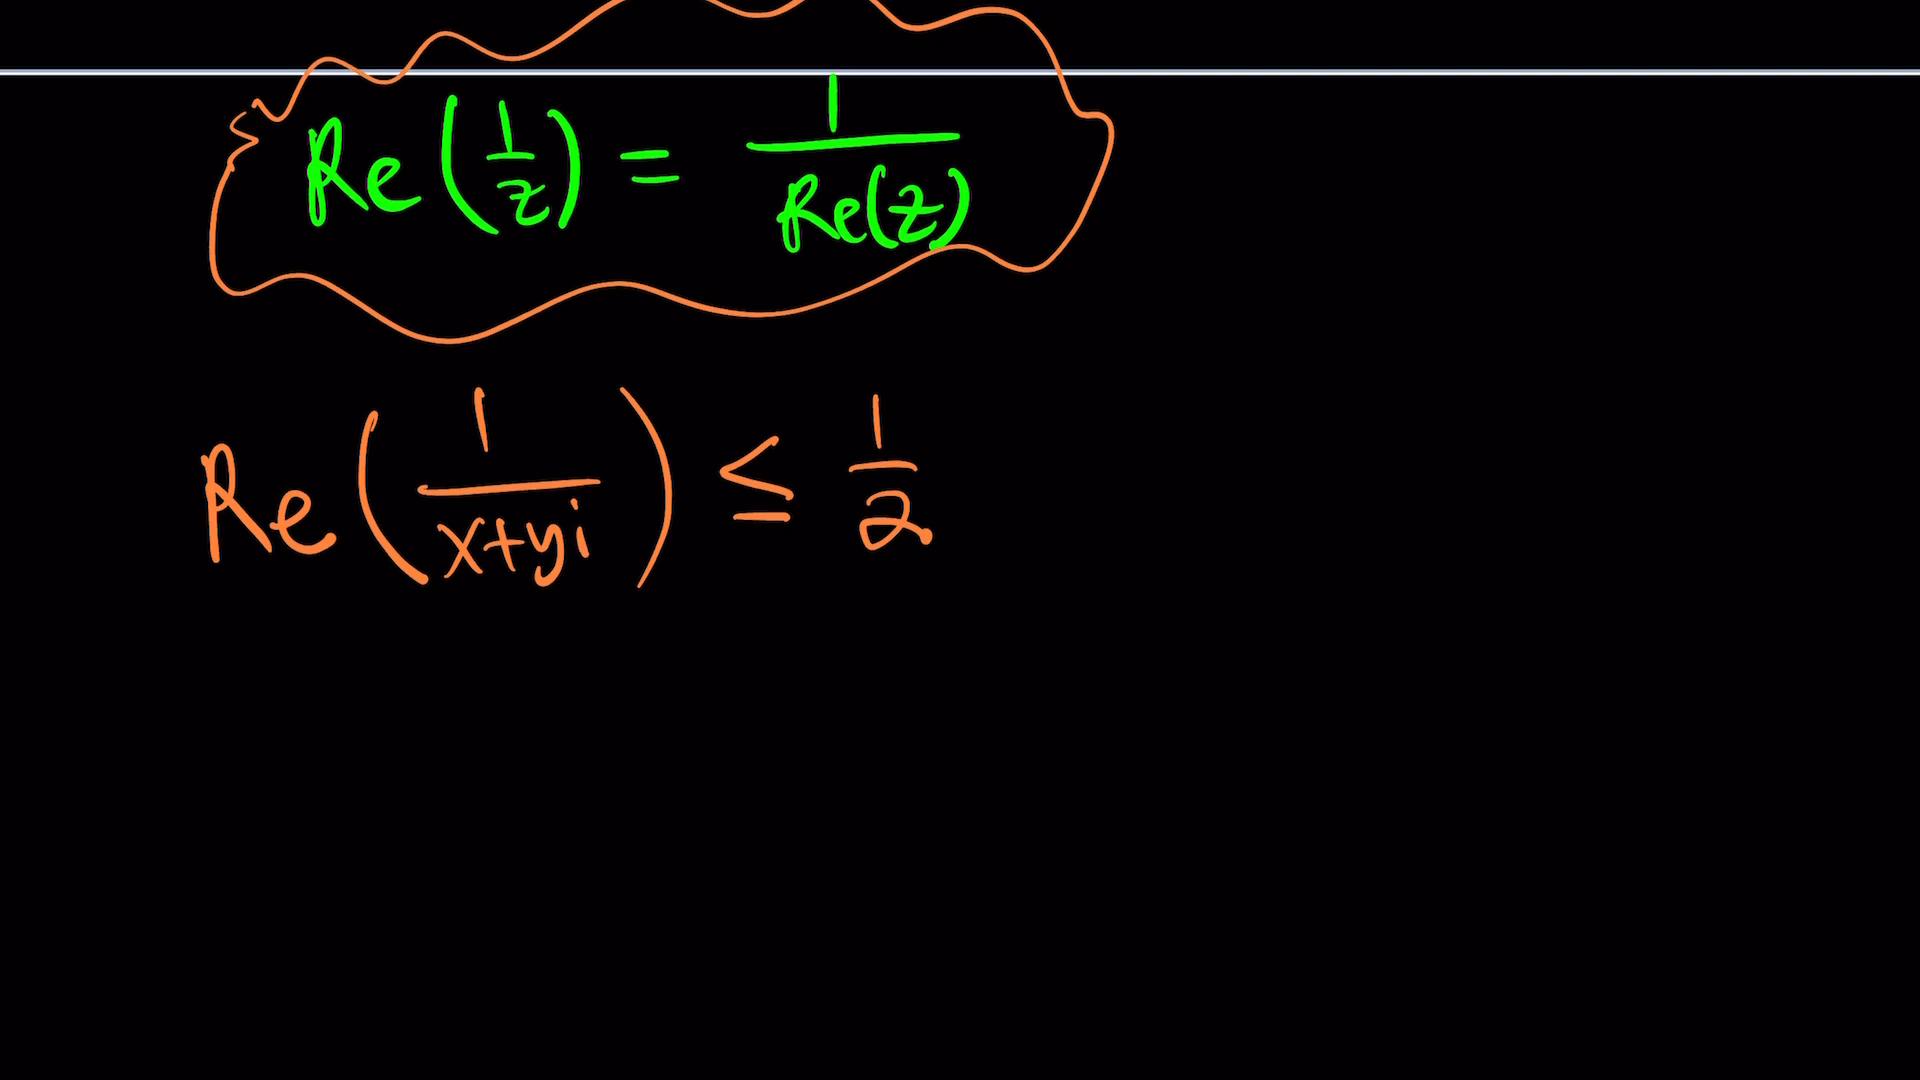 Re(1/z) = 1/Re(z)
Re(1/x+yi) ≤ 1/2